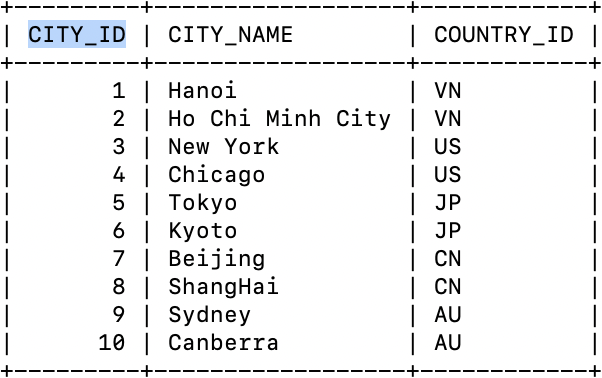 +---------+------------------+------------+
| CITY_ID | CITY_NAME        | COUNTRY_ID |
+---------+------------------+------------+
|       1 | Hanoi            | VN         |
|       2 | Ho Chi Minh City | VN         |
|       3 | New York         | US         |
|       4 | Chicago          | US         |
|       5 | Tokyo            | JP         |
|       6 | Kyoto            | JP         |
|       7 | Beijing          | CN         |
|       8 | ShangHai         | CN         |
|       9 | Sydney           | AU         |
|      10 | Canberra         | AU         |
+---------+------------------+------------+